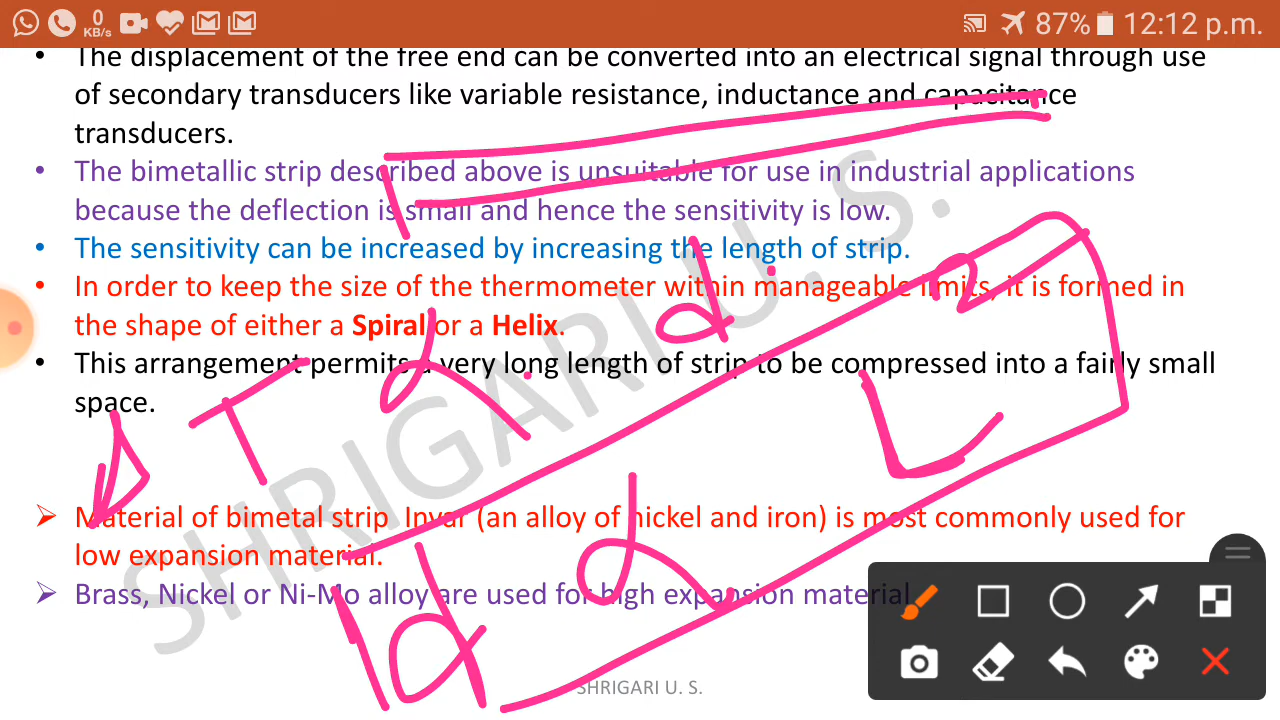 0
KB/s
87% 12:12 p.m.
• The displacement of the free end can be converted into an electrical signal through use
of secondary transducers like variable resistance, inductance and capacitance
transducers.
• The bimetallic strip described above is unsuitable for use in industrial applications
because the deflection is small and hence the sensitivity is low.
• The sensitivity can be increased by increasing the length of strip.
• In order to keep the size of the thermometer within manageable limits, it is formed in
the shape of either a Spiral or a Helix.
• This arrangement permits a very long length of strip to be compressed into a fairly small
space.
➢ Material of bimetal strip Invar (an alloy of nickel and iron) is most commonly used for
low expansion material.
➢ Brass, Nickel or Ni-Mo alloy are used for high expansion material
SHRIGARI U. S.
SHRIGARI U. S.